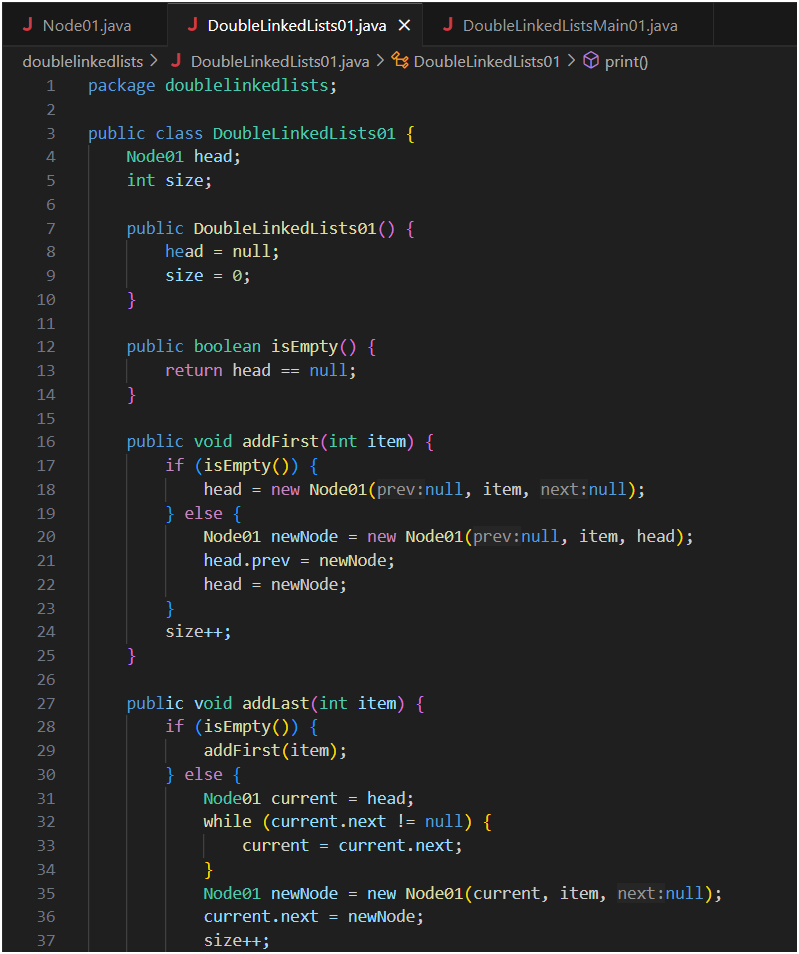 Node01.java DoubleLinkedLists01.java DoubleLinkedListsMain01.java
doublelinkedlists > DoubleLinkedLists01.java > DoubleLinkedLists01 > print()
1 package doublelinkedlists;
2
3 public class DoubleLinkedLists01 {
4     Node01 head;
5     int size;
6
7     public DoubleLinkedLists01() {
8         head = null;
9         size = 0;
10     }
11
12     public boolean isEmpty() {
13         return head == null;
14     }
15
16     public void addFirst(int item) {
17         if (isEmpty()) {
18             head = new Node01(prev:null, item, next:null);
19         } else {
20             Node01 newNode = new Node01(prev:null, item, head);
21             head.prev = newNode;
22             head = newNode;
23         }
24         size++;
25     }
26
27     public void addLast(int item) {
28         if (isEmpty()) {
29             addFirst(item);
30         } else {
31             Node01 current = head;
32             while (current.next != null) {
33                 current = current.next;
34             }
35             Node01 newNode = new Node01(current, item, next:null);
36             current.next = newNode;
37             size++;